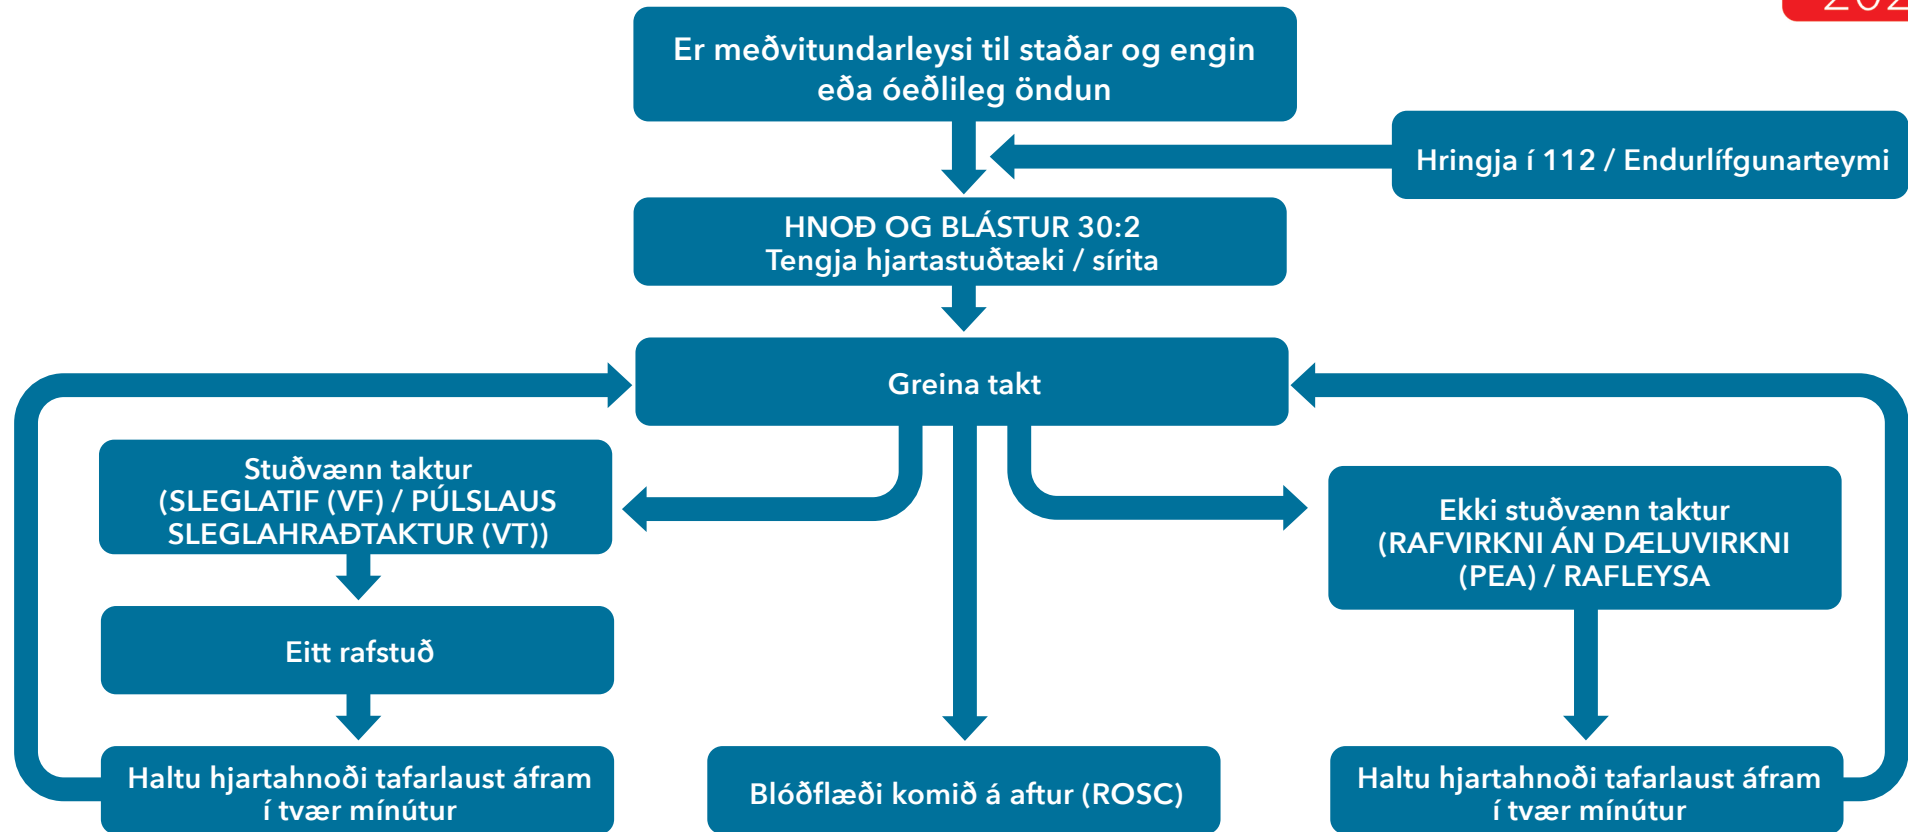 Er meðvitundarleysi til staðar og engin
eða óeðlileg öndun
Hringja í 112 / Endurlífgunarteymi
HNOÐ OG BLÁSTUR 30:2
Tengja hjartastuðtæki / sírita
Greina takt
Stuðvænn taktur
(SLEGLATIF (VF) / PÚLSLAUS
SLEGLAHRAÐTAKTUR (VT))
Ekki stuðvænn taktur
(RAFVIRKNI ÁN DÆLUVIRKNI
(PEA) / RAFLEYSA
Eitt rafstuð
Haltu hjartahnoði tafarlaust áfram
í tvær mínútur
Blóðflæði komið á aftur (ROSC)
Haltu hjartahnoði tafarlaust áfram
í tvær mínútur